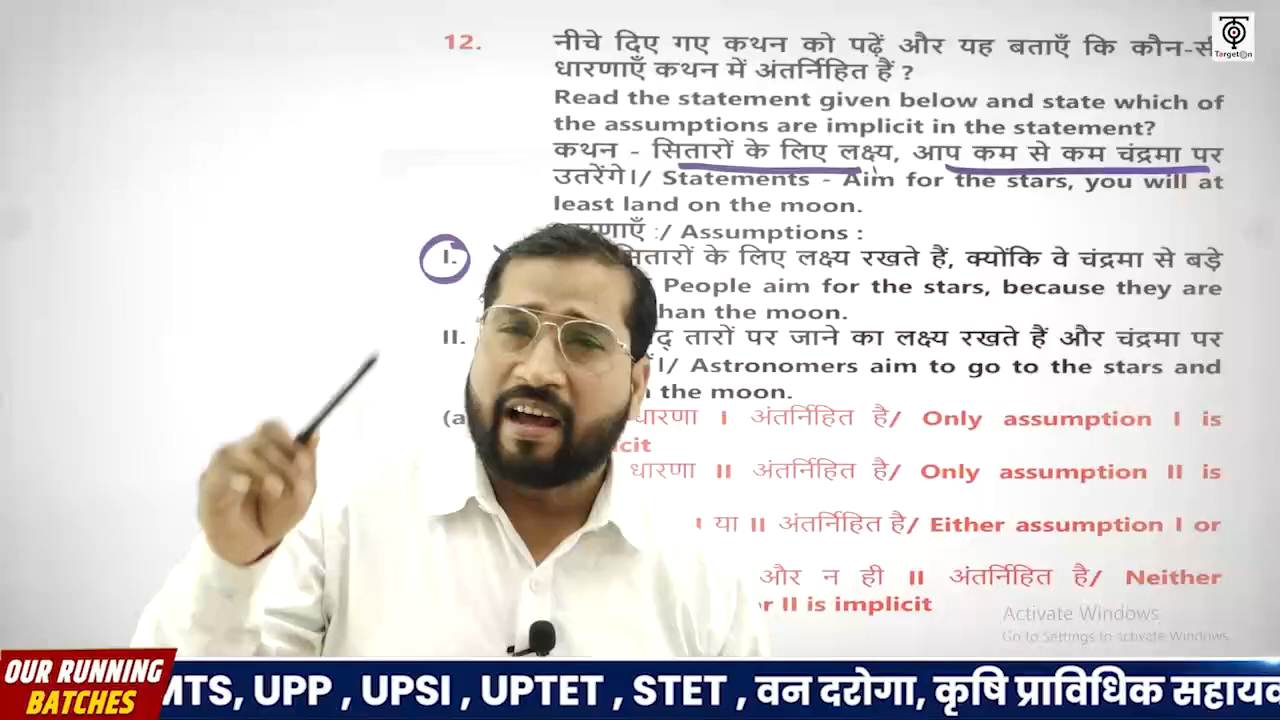 12. नीचे दिए गए कथन को पढ़ें और यह बताएँ कि कौन-सी
धारणाएँ कथन में अंतर्निहित हैं ?
Read the statement given below and state which of
the assumptions are implicit in the statement?
कथन - सितारों के लिए लक्ष्य, आप कम से कम चंद्रमा पर
उतरेंगे।/ Statements - Aim for the stars, you will at
least land on the moon.
:/ Assumptions :
I. सितारों के लिए लक्ष्य रखते हैं, क्योंकि वे चंद्रमा से बड़े
People aim for the stars, because they are
than the moon.
II. तारों पर जाने का लक्ष्य रखते हैं और चंद्रमा पर
Astronomers aim to go to the stars and
the moon.
(a धारणा I अंतर्निहित है/ Only assumption I is
धारणा II अंतर्निहित है/ Only assumption II is
I या II अंतर्निहित है/ Either assumption I or
और न ही II अंतर्निहित है/ Neither
II is implicit
Activate Windows
Go to Settings to activate Windows.
Target@n
OUR RUNNING
BATCHES
MTS, UPP , UPSI , UPTET , STET , वन दरोगा, कृषि प्राविधिक